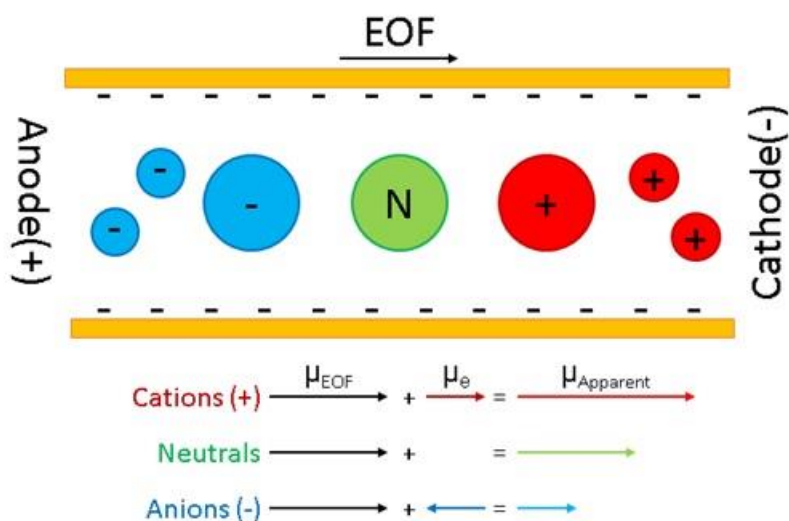 EOF
- - - - - - - - - - - -
Anode(+)
- - - N + + +
Cathode(-)
- - - - - - - - - - - -
μEOF μe μApparent
Cations (+) + =
Neutrals + =
Anions (-) + =